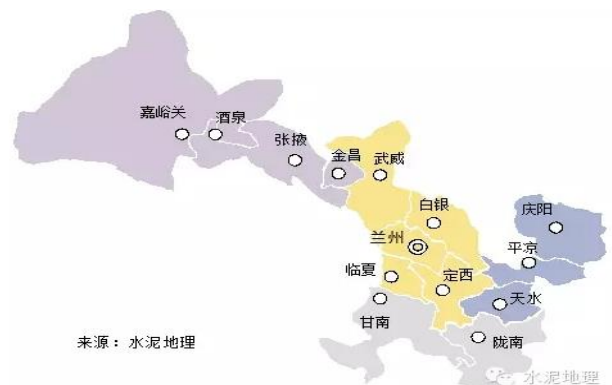 嘉峪关
酒泉
张掖
金昌
武威
白银
庆阳
兰州
平凉
临夏
定西
天水
甘南
陇南
来源：水泥地理
水泥地理